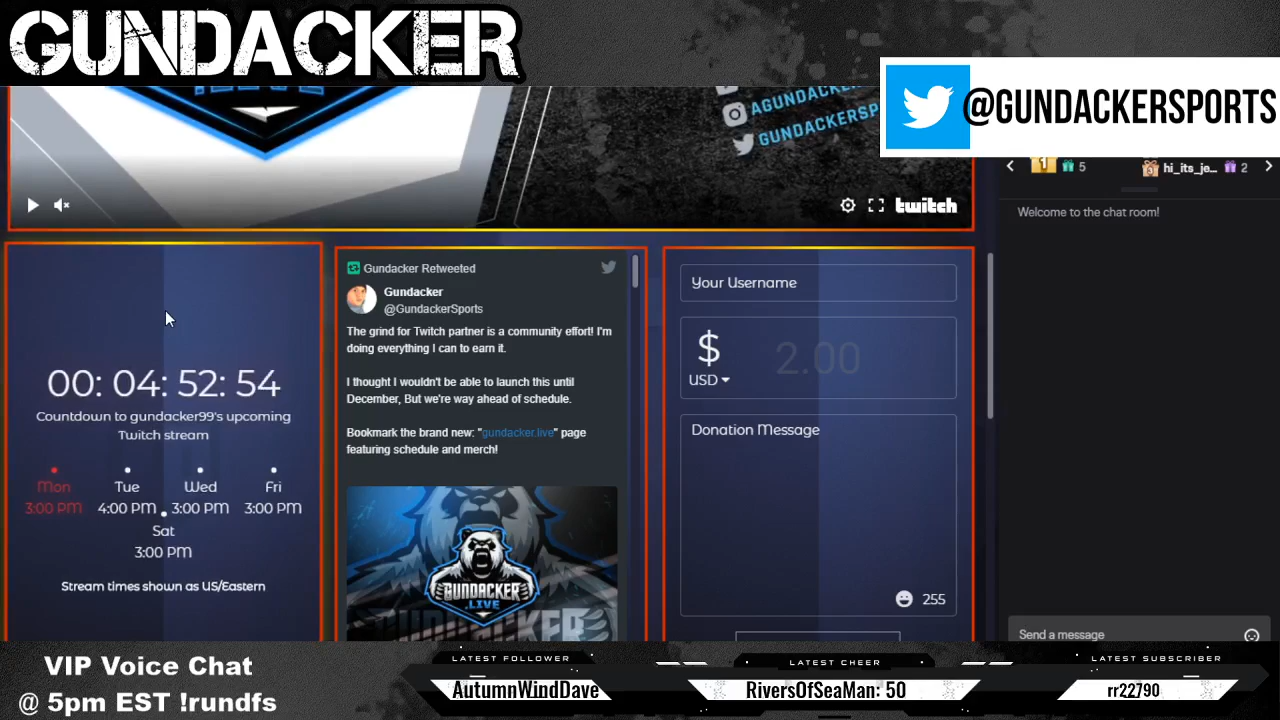 GUNDACKER
@GUNDACKERSPORTS
AGUNDACKE
GUNDACKERSP
twitch
1
5
hi_its_je... 2
Welcome to the chat room!
00: 04: 52: 54
Countdown to gundacker99's upcoming
Twitch stream
Mon Tue Wed Fri
3:00 PM 4:00 PM 3:00 PM 3:00 PM
Sat
3:00 PM
Stream times shown as US/Eastern
Gundacker Retweeted
Gundacker
@GundackerSports
The grind for Twitch partner is a community effort! I'm
doing everything I can to earn it.
I thought I wouldn't be able to launch this until
December, But we're way ahead of schedule.
Bookmark the brand new: "gundacker.live" page
featuring schedule and merch!
GUNDACKER
.LIVE
Your Username
$
USD
2.00
Donation Message
255
Send a message
VIP Voice Chat
@ 5pm EST !rundfs
LATEST FOLLOWER
AutumnWindDave
LATEST CHEER
RiversOfSeaMan: 50
LATEST SUBSCRIBER
rr22790